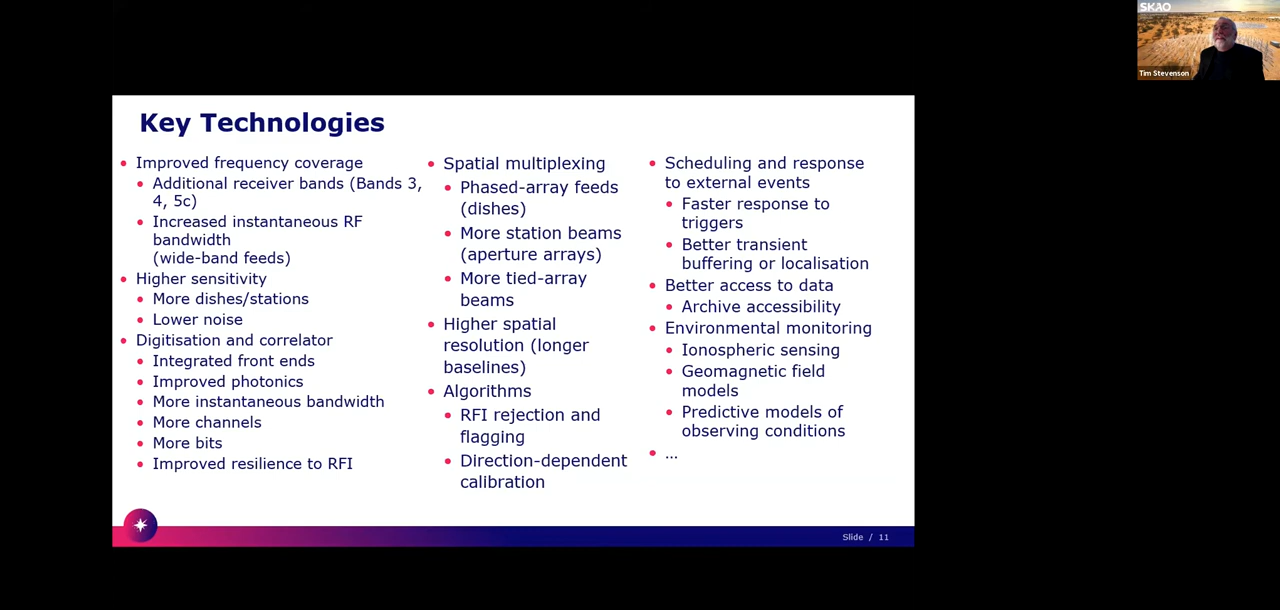 SKAO
Tim Stevenson
Key Technologies
• Improved frequency coverage
• Additional receiver bands (Bands 3,
4, 5c)
• Increased instantaneous RF
bandwidth
(wide-band feeds)
• Higher sensitivity
• More dishes/stations
• Lower noise
• Digitisation and correlator
• Integrated front ends
• Improved photonics
• More instantaneous bandwidth
• More channels
• More bits
• Improved resilience to RFI
• Spatial multiplexing
• Phased-array feeds
(dishes)
• More station beams
(aperture arrays)
• More tied-array
beams
• Higher spatial
resolution (longer
baselines)
• Algorithms
• RFI rejection and
flagging
• Direction-dependent
calibration
• Scheduling and response
to external events
• Faster response to
triggers
• Better transient
buffering or localisation
• Better access to data
• Archive accessibility
• Environmental monitoring
• Ionospheric sensing
• Geomagnetic field
models
• Predictive models of
observing conditions
• ...
Slide / 11